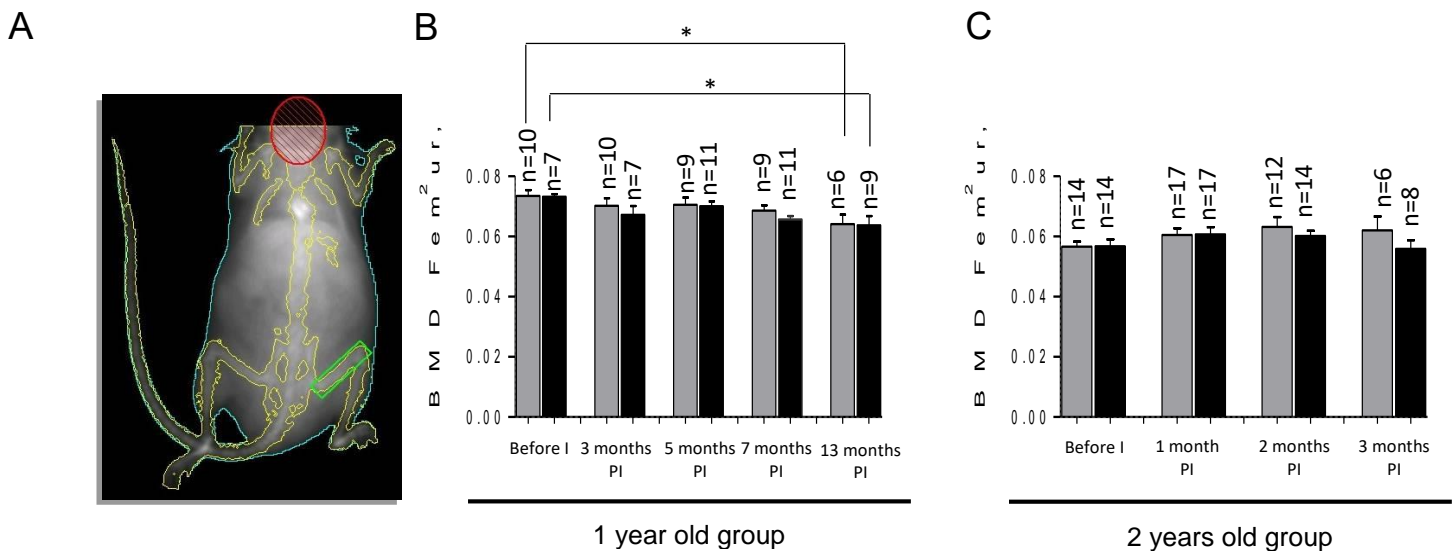 A
B
C
*
*
BMD Fem²ur,
n=10
n=7
n=10
n=7
n=9
n=11
n=9
n=11
n=6
n=9
0.08
0.06
0.04
0.02
0.00
Before I
3 months PI
5 months PI
7 months PI
13 months PI
1 year old group
BMD Fem²ur,
n=14
n=14
n=17
n=17
n=12
n=14
n=6
n=8
0.08
0.06
0.04
0.02
0.00
Before I
1 month PI
2 months PI
3 months PI
2 years old group